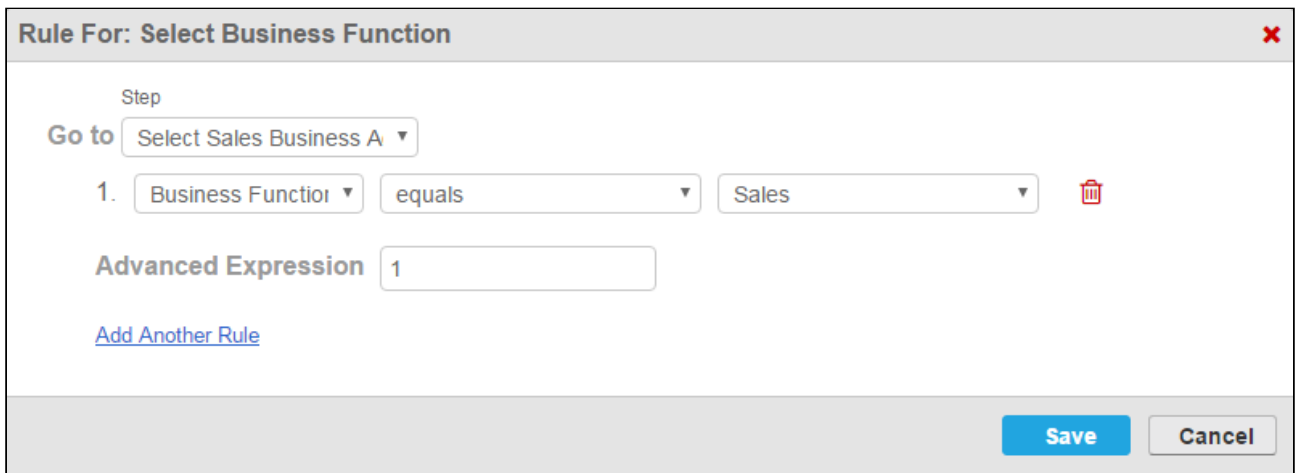 Rule For: Select Business Function
Step
Go to Select Sales Business A
1. Business Function equals Sales
Advanced Expression 1
Add Another Rule
Save Cancel